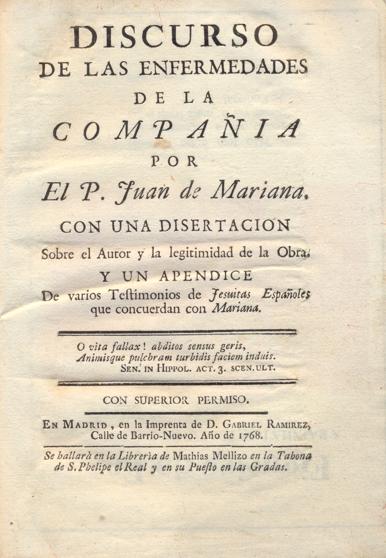 DISCURSO
DE LAS ENFERMEDADES
DE LA
COMPAÑIA
POR
El P. Juan de Mariana.
CON UNA DISERTACION
Sobre el Autor y la legitimidad de la Obra.
Y UN APENDICE
De varios Testimonios de Jesuitas Españoles
que concuerdan con Mariana.
O vita fallax! abditos sensus geris,
Animisque pulchram turbidis faciem induis.
SEN. IN HIPPOL. ACT. 3. SCEN. ULT.
CON SUPERIOR PERMISO.
EN MADRID, en la Imprenta de D. GABRIEL RAMIREZ,
Calle de Barrio-Nuevo. Año de 1768.
Se hallarà en la Librerìa de Mathias Mellizo en la Tahona
de S. Phelipe el Real y en su Puesto en las Gradas.